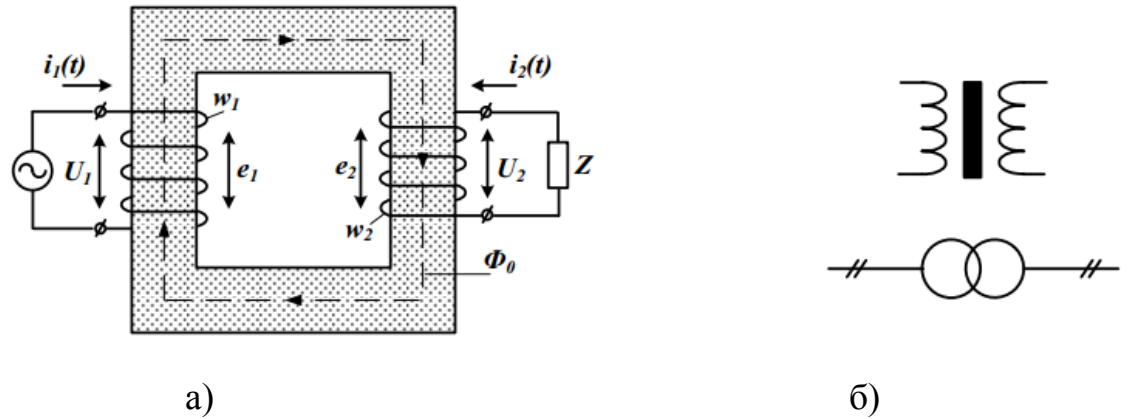 i₁(t)
i₂(t)
w₁
U₁
e₁
e₂
U₂
Z
w₂
Φ₀
а)
б)